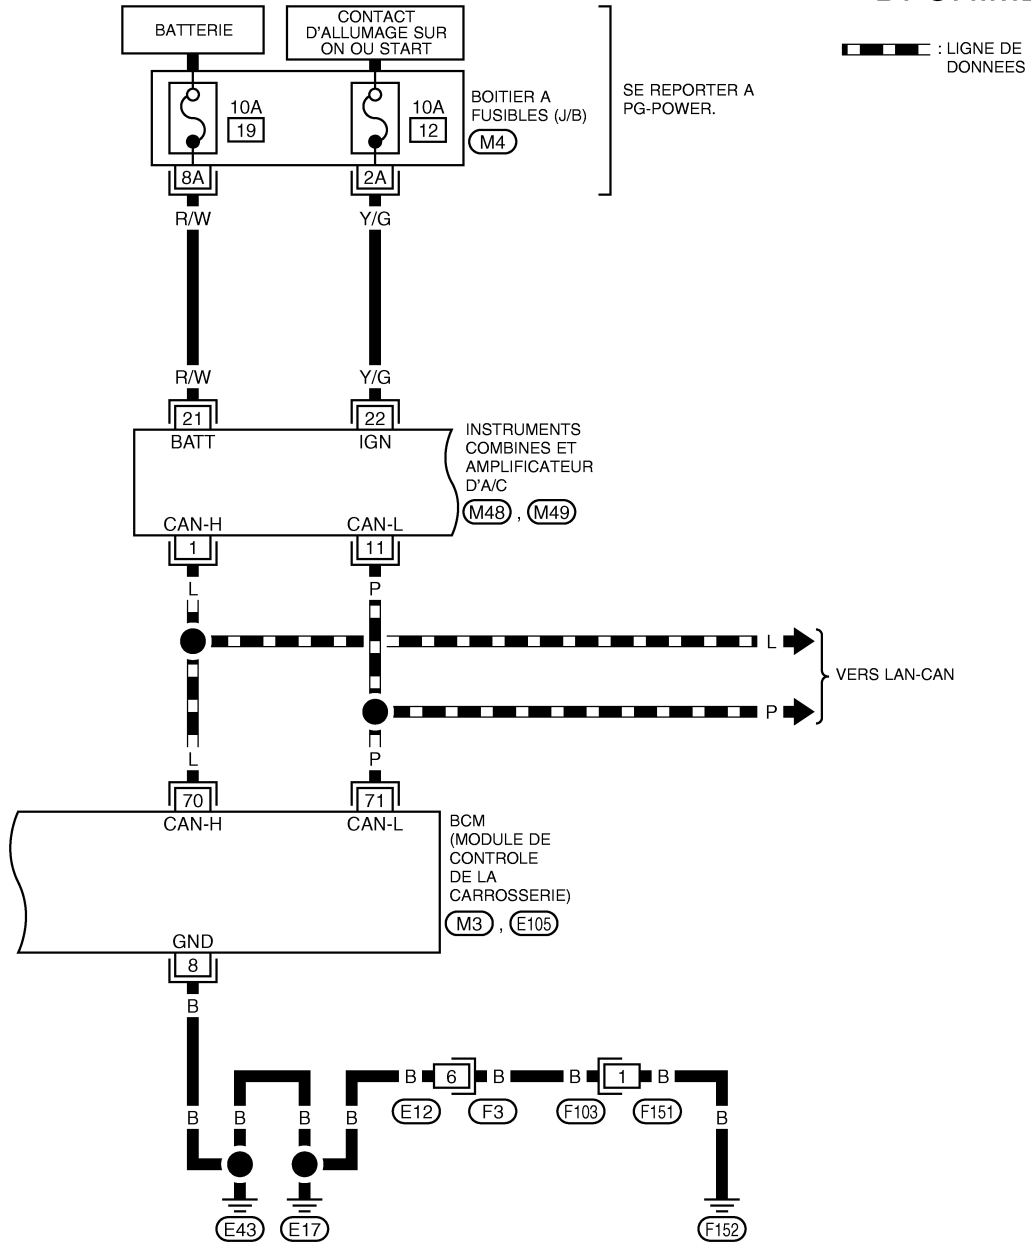 BATTERIE
CONTACT
D'ALLUMAGE SUR
ON OU START
: LIGNE DE
DONNEES
10A
19
10A
12
BOITIER A
FUSIBLES (J/B)
M4
SE REPORTER A
PG-POWER.
8A
2A
R/W
Y/G
R/W
Y/G
21
22
BATT
IGN
INSTRUMENTS
COMBINES ET
AMPLIFICATEUR
D'A/C
M48 , M49
CAN-H
CAN-L
1
11
L
P
L
P
VERS LAN-CAN
L
P
70
71
CAN-H
CAN-L
BCM
(MODULE DE
CONTROLE
DE LA
CARROSSERIE)
M3 , E105
GND
8
B
B
6
B
B
1
B
E12
F3
F103
F151
B
B
B
B
B
E43
E17
F152